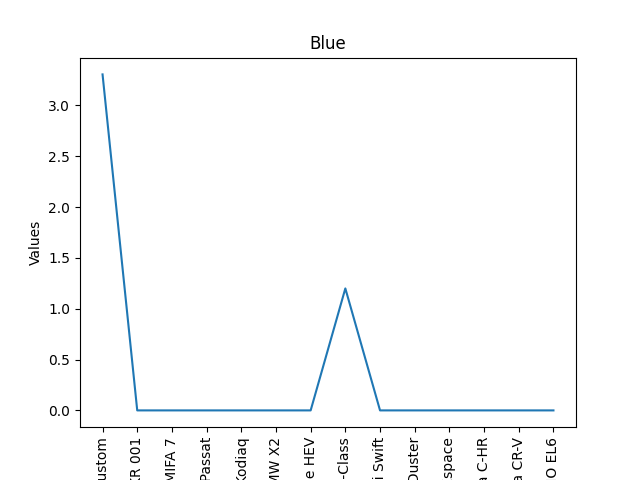 Blue
Values
3.0
2.5
2.0
1.5
1.0
0.5
0.0
ustom
R 001
MIFA 7
Passat
Kodiaq
MW X2
e HEV
-Class
i Swift
Duster
space
a C-HR
a CR-V
O EL6